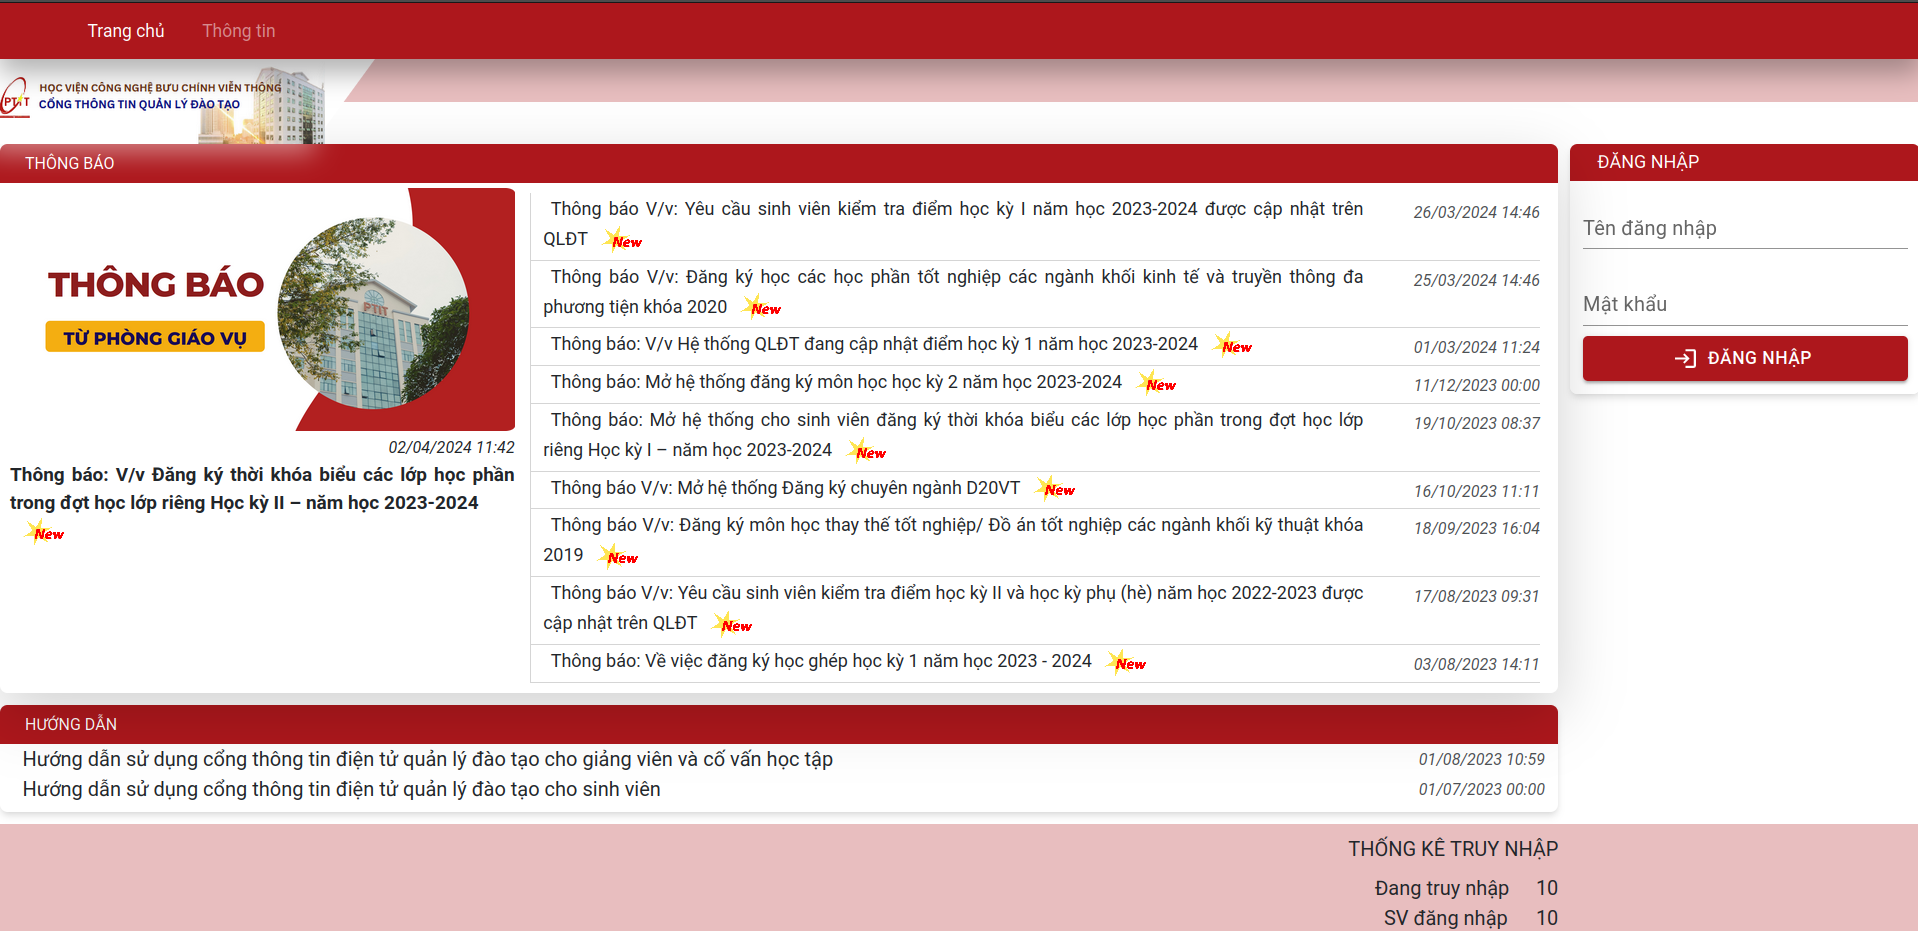 Trang chủ
Thông tin
PTIT
HỌC VIỆN CÔNG NGHỆ BƯU CHÍNH VIỄN THÔNG
CỔNG THÔNG TIN QUẢN LÝ ĐÀO TẠO
THÔNG BÁO
THÔNG BÁO
TỪ PHÒNG GIÁO VỤ
PTIT
02/04/2024 11:42
Thông báo: V/v Đăng ký thời khóa biểu các lớp học phần
trong đợt học lớp riêng Học kỳ II – năm học 2023-2024
New
Thông báo V/v: Yêu cầu sinh viên kiểm tra điểm học kỳ I năm học 2023-2024 được cập nhật trên
26/03/2024 14:46
QLĐT New
Thông báo V/v: Đăng ký học các học phần tốt nghiệp các ngành khối kinh tế và truyền thông đa
25/03/2024 14:46
phương tiện khóa 2020 New
Thông báo: V/v Hệ thống QLĐT đang cập nhật điểm học kỳ 1 năm học 2023-2024 New
01/03/2024 11:24
Thông báo: Mở hệ thống đăng ký môn học học kỳ 2 năm học 2023-2024 New
11/12/2023 00:00
Thông báo: Mở hệ thống cho sinh viên đăng ký thời khóa biểu các lớp học phần trong đợt học lớp
19/10/2023 08:37
riêng Học kỳ I – năm học 2023-2024 New
Thông báo V/v: Mở hệ thống Đăng ký chuyên ngành D20VT New
16/10/2023 11:11
Thông báo V/v: Đăng ký môn học thay thế tốt nghiệp/ Đồ án tốt nghiệp các ngành khối kỹ thuật khóa
18/09/2023 16:04
2019 New
Thông báo V/v: Yêu cầu sinh viên kiểm tra điểm học kỳ II và học kỳ phụ (hè) năm học 2022-2023 được
17/08/2023 09:31
cập nhật trên QLĐT New
Thông báo: Về việc đăng ký học ghép học kỳ 1 năm học 2023 - 2024 New
03/08/2023 14:11
ĐĂNG NHẬP
Tên đăng nhập
Mật khẩu
ĐĂNG NHẬP
HƯỚNG DẪN
Hướng dẫn sử dụng cổng thông tin điện tử quản lý đào tạo cho giảng viên và cố vấn học tập
01/08/2023 10:59
Hướng dẫn sử dụng cổng thông tin điện tử quản lý đào tạo cho sinh viên
01/07/2023 00:00
THỐNG KÊ TRUY NHẬP
Đang truy nhập 10
SV đăng nhập 10